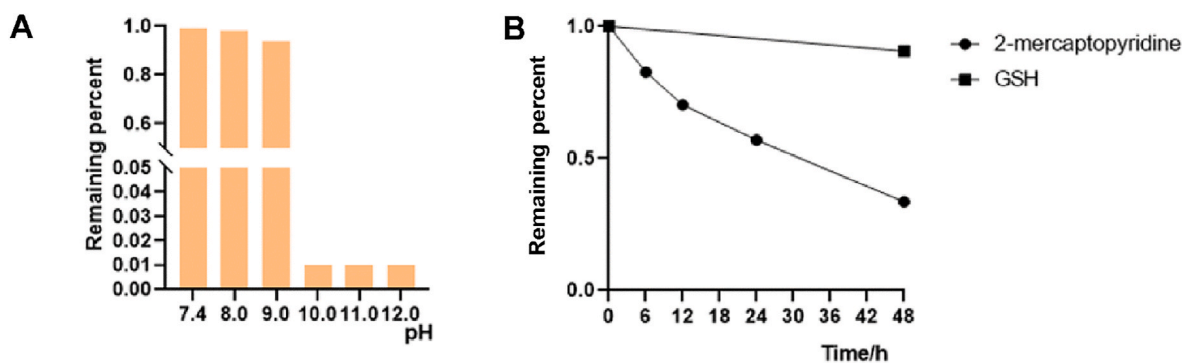 A
Remaining percent
1.0
0.8
0.6
0.05
0.04
0.03
0.02
0.01
0.00
7.4 8.0 9.0 10.0 11.0 12.0
pH
B
Remaining percent
1.0
0.5
0.0
0 6 12 18 24 30 36 42 48
Time/h
2-mercaptopyridine
GSH